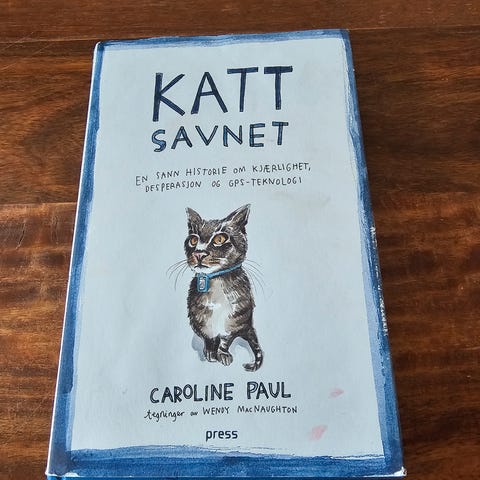 KATT
SAVNET
EN SANN HISTORIE OM KJÆRLIGHET,
DESPERASJON OG GPS-TEKNOLOGI
CAROLINE PAUL
tegninger av WENDY MACNAUGHTON
press